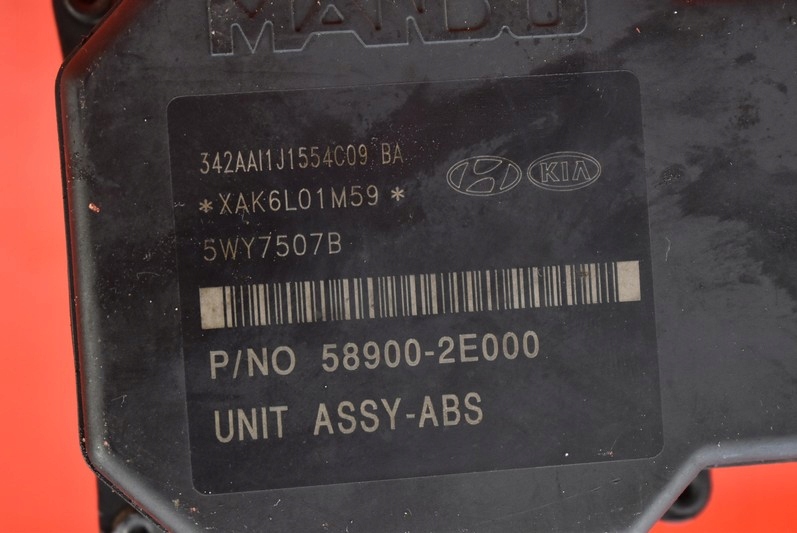 MANDO
342AAI1J1554C09 BA
KIA
*XAK6L01M59 *
5WY7507B
P/NO 58900-2E000
UNIT ASSY-ABS